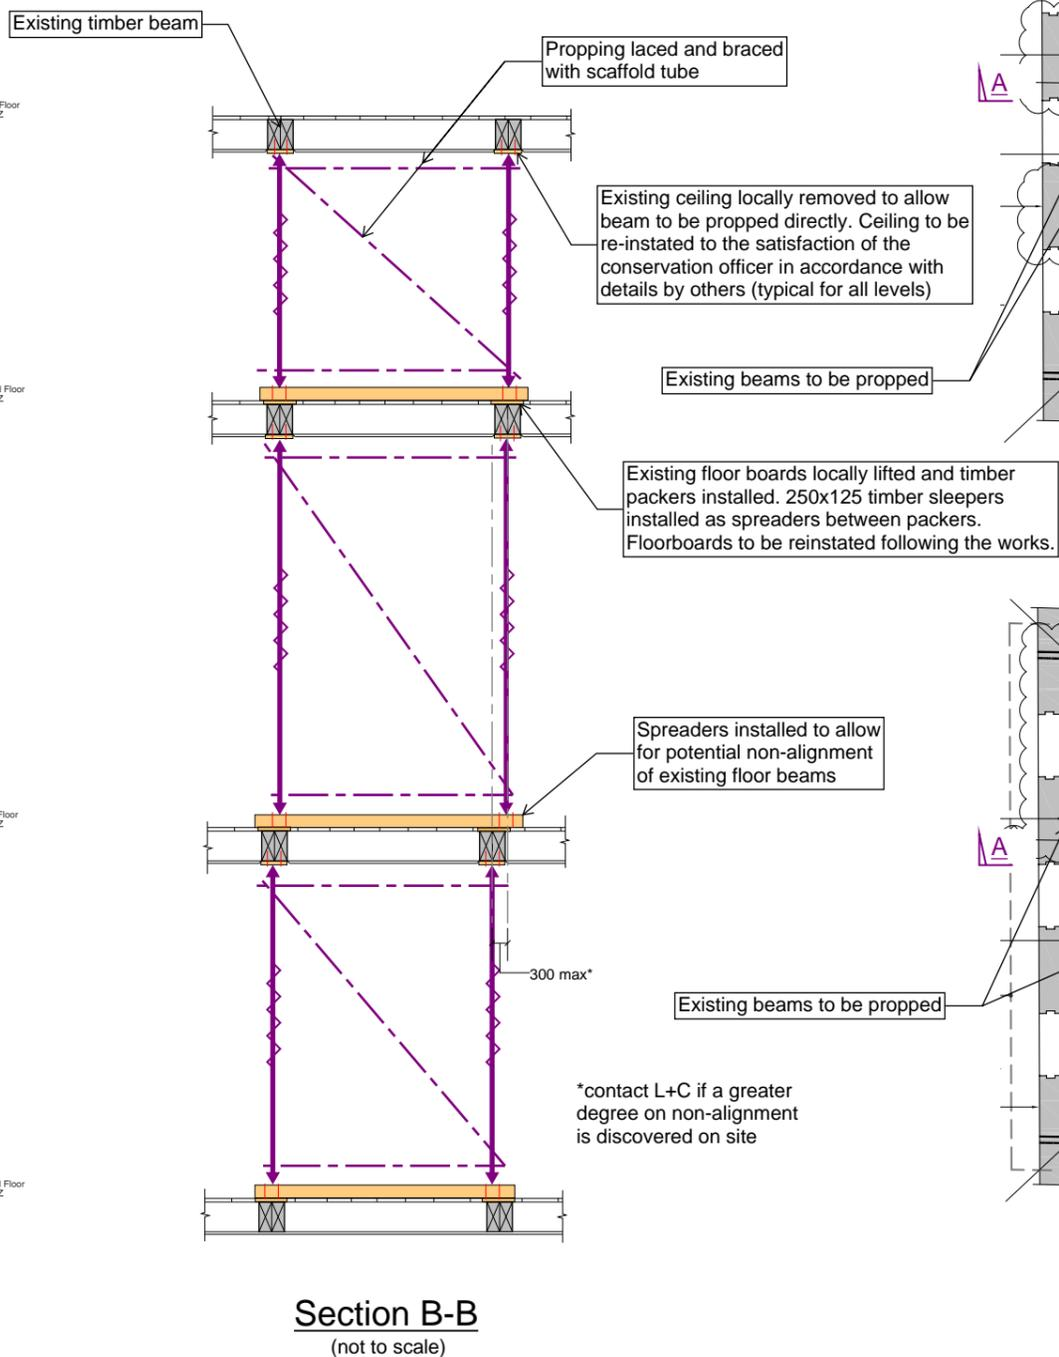 Existing timber beam
Propping laced and braced
with scaffold tube
Floor
Z
A
Existing ceiling locally removed to allow
beam to be propped directly. Ceiling to be
re-instated to the satisfaction of the
conservation officer in accordance with
details by others (typical for all levels)
Existing beams to be propped
Floor
Z
Existing floor boards locally lifted and timber
packers installed. 250x125 timber sleepers
installed as spreaders between packers.
Floorboards to be reinstated following the works.
Spreaders installed to allow
for potential non-alignment
of existing floor beams
Floor
Z
A
300 max*
Existing beams to be propped
*contact L+C if a greater
degree on non-alignment
is discovered on site
Floor
Z
Section B-B
(not to scale)